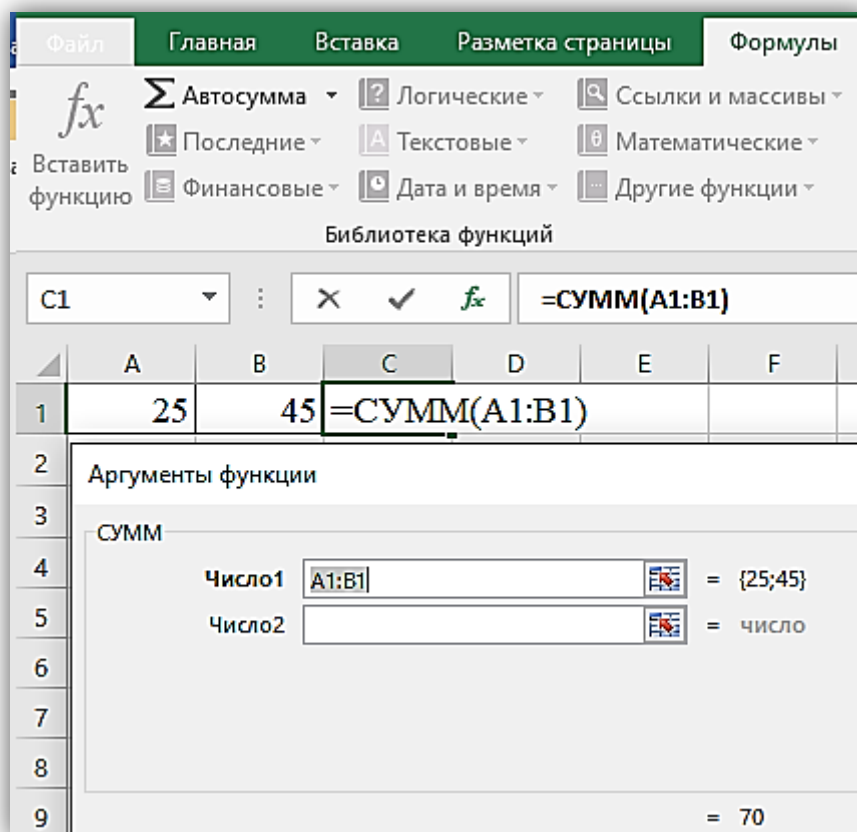 Файл Главная Вставка Разметка страницы Формулы
fx Вставить функцию
Σ Автосумма ? Логические Ссылки и массивы
Последние A Текстовые θ Математические
Финансовые Дата и время ... Другие функции
Библиотека функций
C1 fx =СУММ(A1:B1)
A B C D E F
1 25 45 =СУММ(A1:B1)
2 Аргументы функции
3 СУММ
4 Число1 A1:B1 = {25;45}
5 Число2 = число
6
7
8
9 = 70